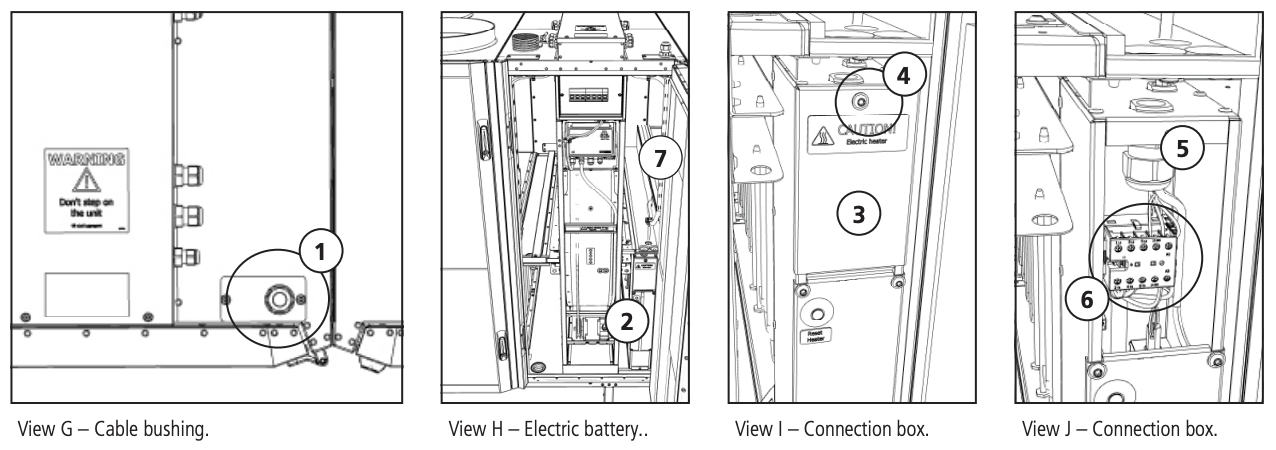 WARNING
Don't step on
the unit
1
View G – Cable bushing.
7
2
View H – Electric battery..
4
CAUTION!
Electric heater
3
Reset
Heater
View I – Connection box.
5
6
View J – Connection box.